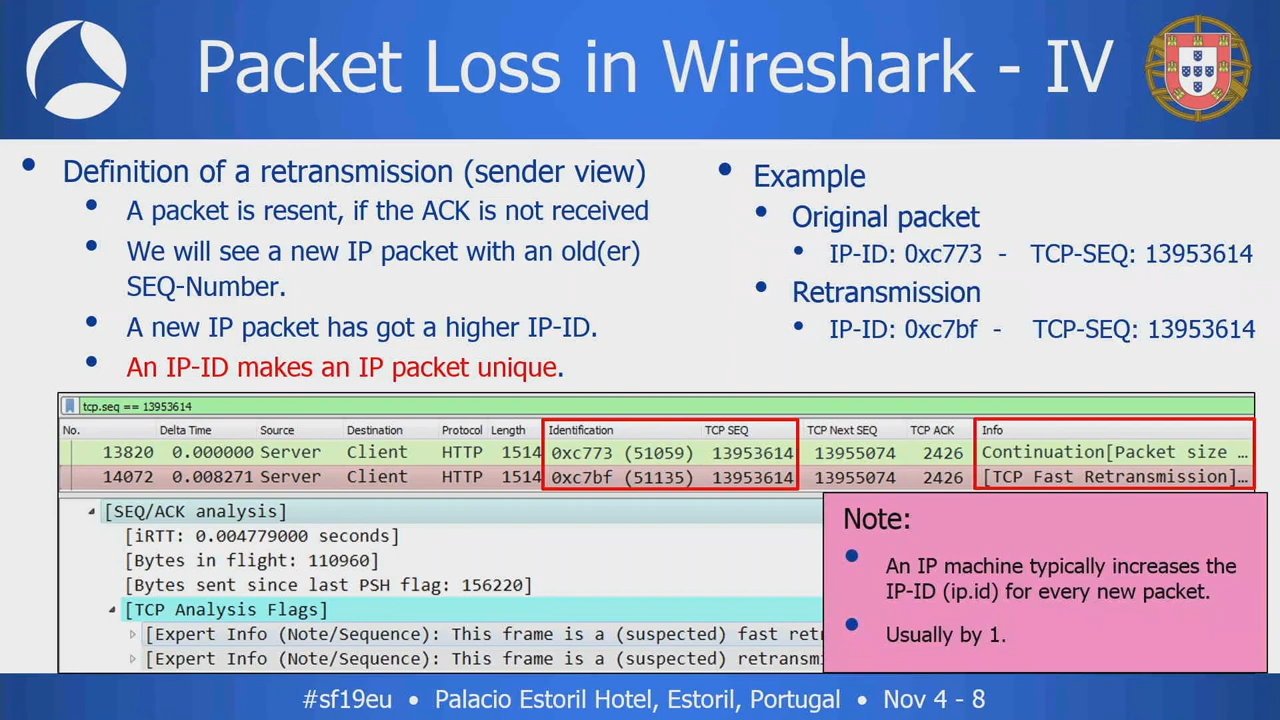 Packet Loss in Wireshark - IV
• Definition of a retransmission (sender view)
• A packet is resent, if the ACK is not received
• We will see a new IP packet with an old(er)
SEQ-Number.
• A new IP packet has got a higher IP-ID.
• An IP-ID makes an IP packet unique.
• Example
• Original packet
• IP-ID: 0xc773 - TCP-SEQ: 13953614
• Retransmission
• IP-ID: 0xc7bf - TCP-SEQ: 13953614
tcp.seq == 13953614
No. Delta Time Source Destination Protocol Length Identification TCP SEQ TCP Next SEQ TCP ACK Info
13820 0.000000 Server Client HTTP 1514 0xc773 (51059) 13953614 13955074 2426 Continuation[Packet size …
14072 0.008271 Server Client HTTP 1514 0xc7bf (51135) 13953614 13955074 2426 [TCP Fast Retransmission]…
[SEQ/ACK analysis]
[iRTT: 0.004779000 seconds]
[Bytes in flight: 110960]
[Bytes sent since last PSH flag: 156220]
[TCP Analysis Flags]
[Expert Info (Note/Sequence): This frame is a (suspected) fast retr
[Expert Info (Note/Sequence): This frame is a (suspected) retransmi
Note:
• An IP machine typically increases the
IP-ID (ip.id) for every new packet.
• Usually by 1.
#sf19eu • Palacio Estoril Hotel, Estoril, Portugal • Nov 4 - 8